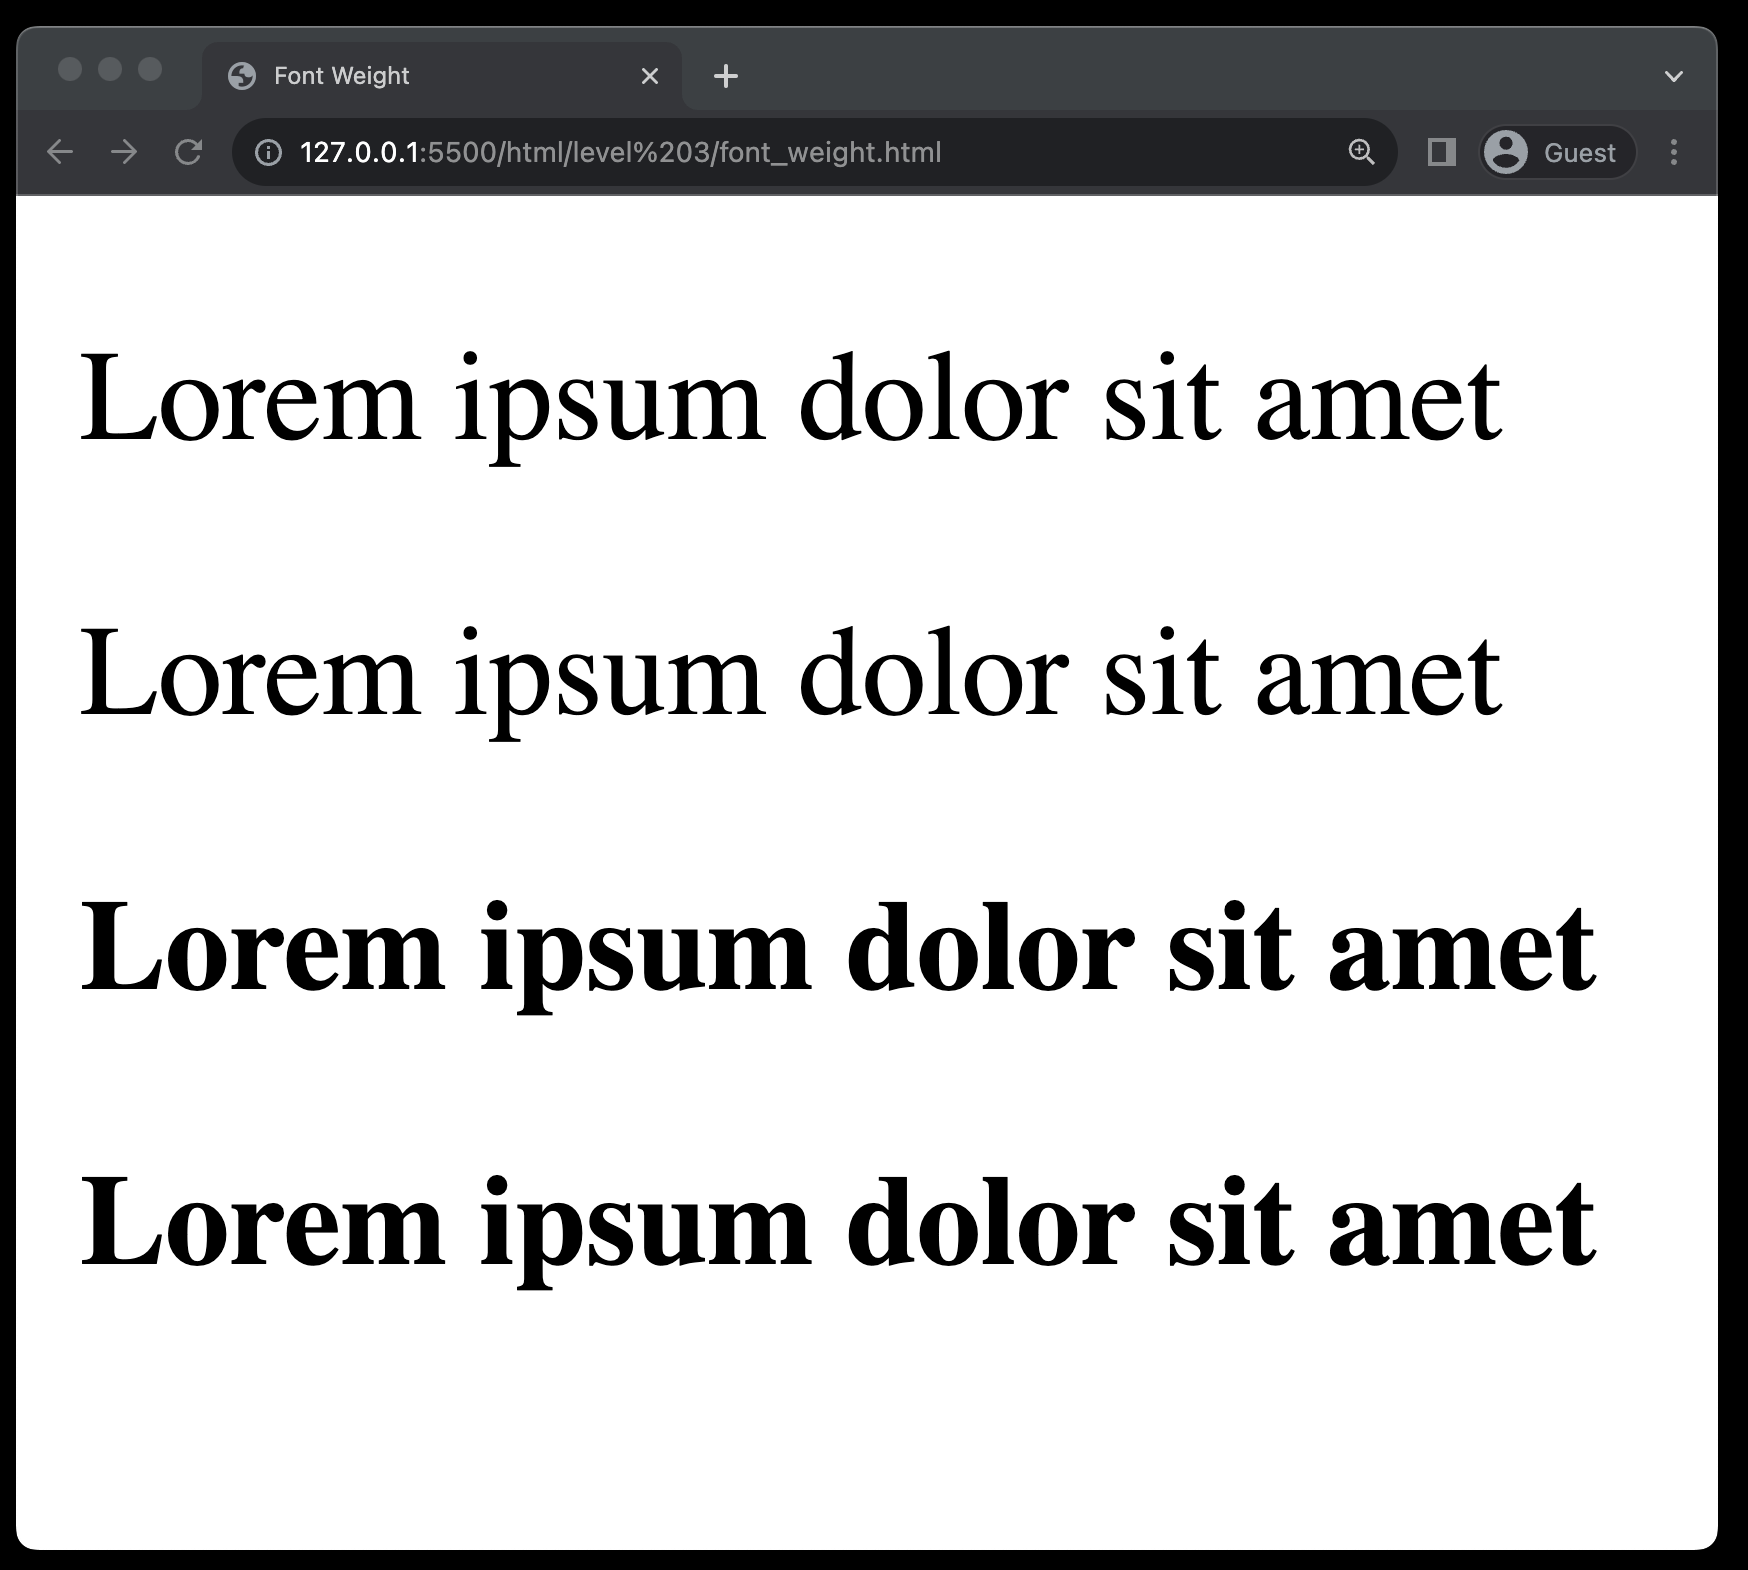 Font Weight
127.0.0.1:5500/html/level%203/font_weight.html
Guest
Lorem ipsum dolor sit amet
Lorem ipsum dolor sit amet
Lorem ipsum dolor sit amet
Lorem ipsum dolor sit amet